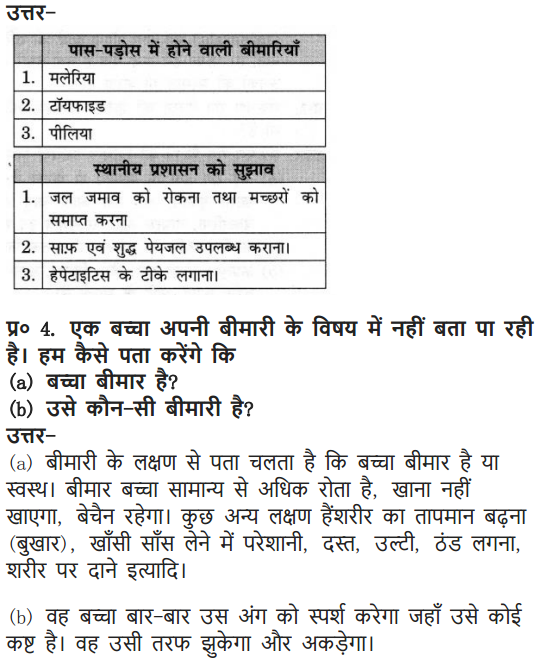 उत्तर-
पास-पड़ोस में होने वाली बीमारियाँ
1. मलेरिया
2. टॉयफाइड
3. पीलिया
स्थानीय प्रशासन को सुझाव
1. जल जमाव को रोकना तथा मच्छरों को
समाप्त करना
2. साफ़ एवं शुद्ध पेयजल उपलब्ध कराना।
3. हेपेटाइटिस के टीके लगाना।
प्र० 4. एक बच्चा अपनी बीमारी के विषय में नहीं बता पा रही
है। हम कैसे पता करेंगे कि
(a) बच्चा बीमार है?
(b) उसे कौन-सी बीमारी है?
उत्तर-
(a) बीमारी के लक्षण से पता चलता है कि बच्चा बीमार है या
स्वस्थ। बीमार बच्चा सामान्य से अधिक रोता है, खाना नहीं
खाएगा, बेचैन रहेगा। कुछ अन्य लक्षण हैंशरीर का तापमान बढ़ना
(बुखार), खाँसी साँस लेने में परेशानी, दस्त, उल्टी, ठंड लगना,
शरीर पर दाने इत्यादि।
(b) वह बच्चा बार-बार उस अंग को स्पर्श करेगा जहाँ उसे कोई
कष्ट है। वह उसी तरफ झुकेगा और अकड़ेगा।